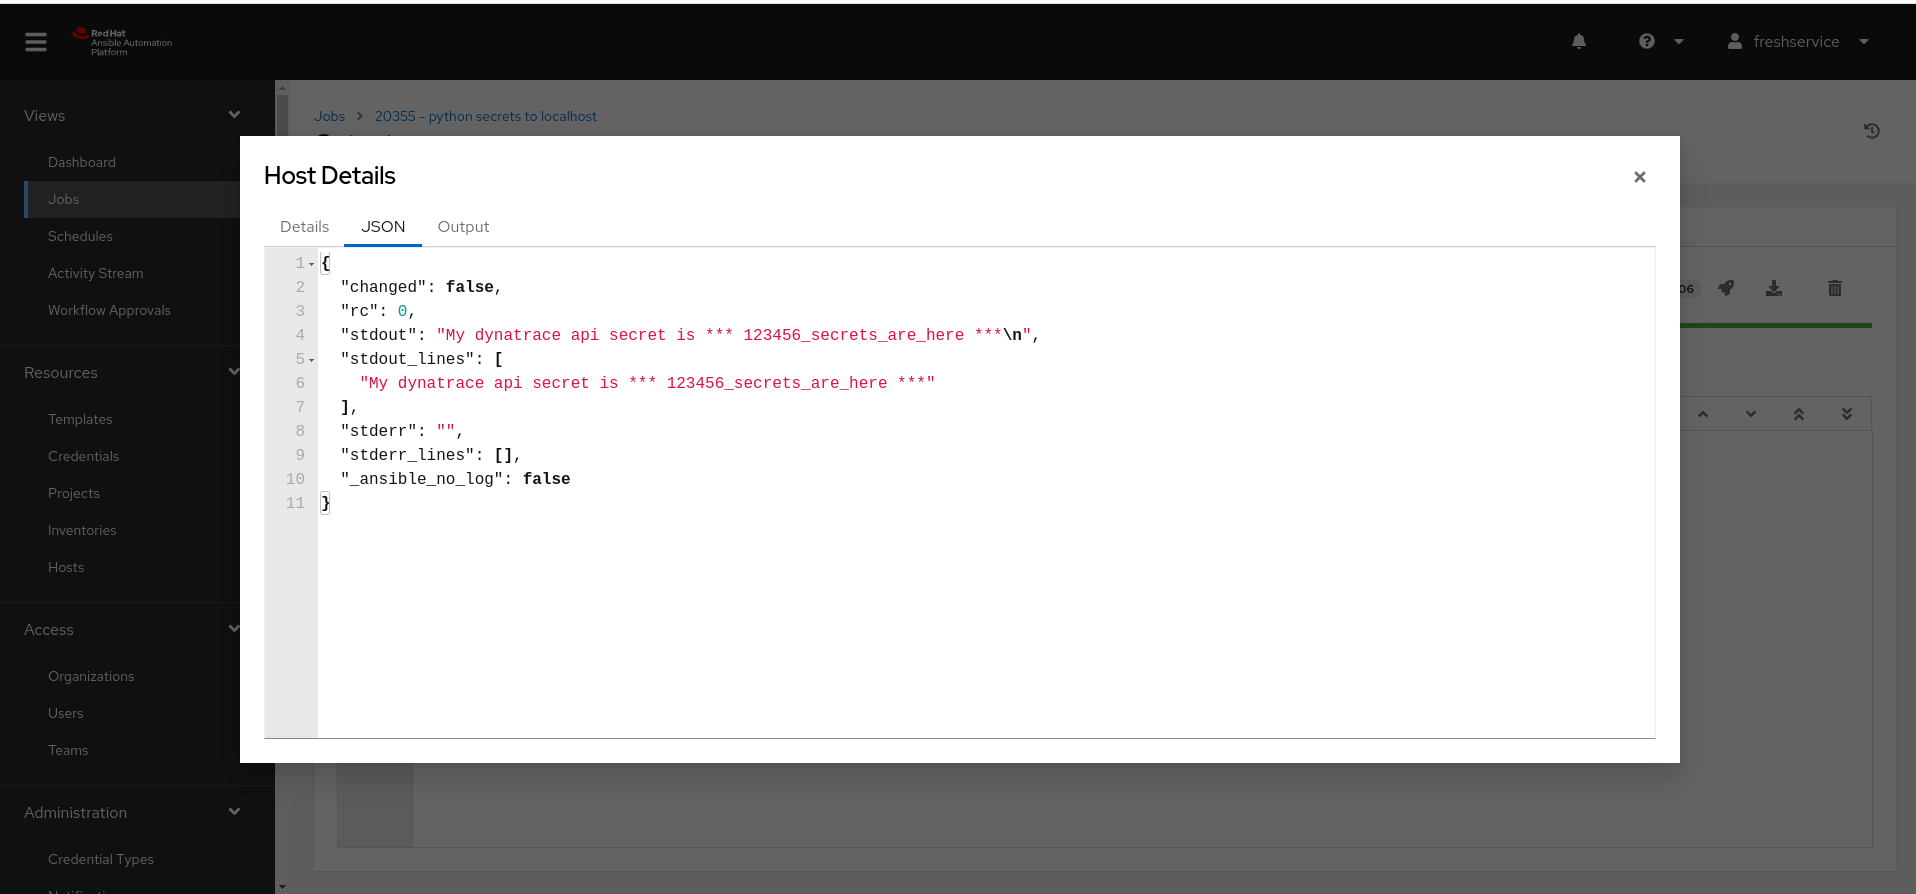 Red Hat
Ansible Automation
Platform
freshservice
Views
Dashboard
Jobs
Schedules
Activity Stream
Workflow Approvals
Resources
Templates
Credentials
Projects
Inventories
Hosts
Access
Organizations
Users
Teams
Administration
Credential Types
Jobs > 20355 - python secrets to localhost
Host Details
Details JSON Output
1 {
2 "changed": false,
3 "rc": 0,
4 "stdout": "My dynatrace api secret is *** 123456_secrets_are_here ***\n",
5 "stdout_lines": [
6 "My dynatrace api secret is *** 123456_secrets_are_here ***"
7 ],
8 "stderr": "",
9 "stderr_lines": [],
10 "_ansible_no_log": false
11 }
06